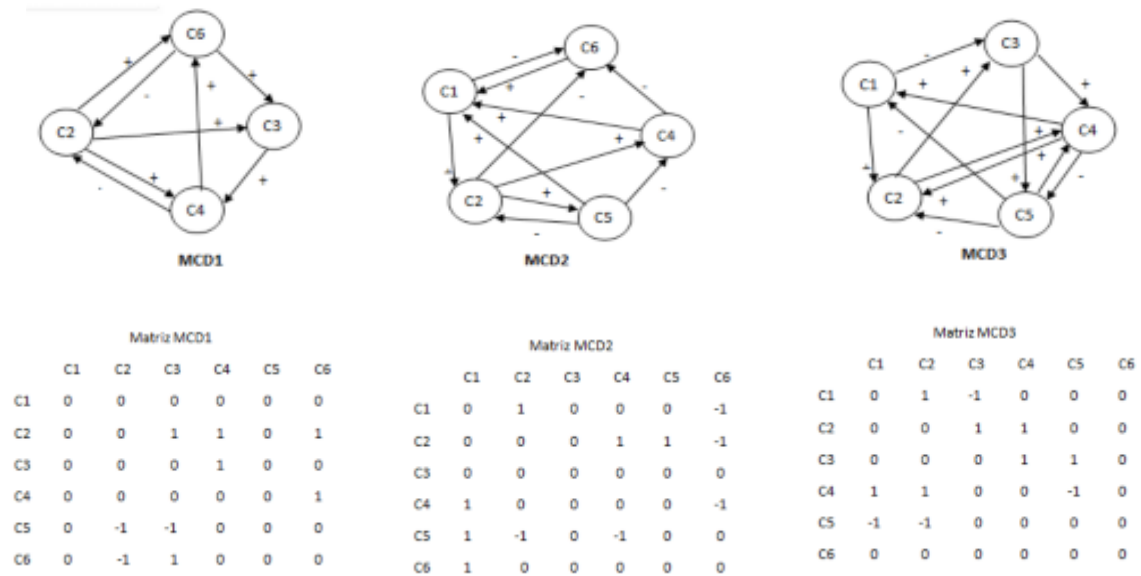 C6
+
+
-
+
C2
+
C3
+
-
+
C4
MCD1
C6
-
+
-
C1
-
+
C4
+
+
+
C2
+
-
C5
-
MCD2
C3
-
C1
+
+
+
-
+
C4
+
+
+
-
C2
+
C5
-
MCD3
Matriz MCD1
C1 C2 C3 C4 C5 C6
C1 0 0 0 0 0 0
C2 0 0 1 1 0 1
C3 0 0 0 1 0 0
C4 0 0 0 0 0 1
C5 0 -1 -1 0 0 0
C6 0 -1 1 0 0 0
Matriz MCD2
C1 C2 C3 C4 C5 C6
C1 0 1 0 0 0 -1
C2 0 0 0 1 1 -1
C3 0 0 0 0 0 0
C4 1 0 0 0 0 -1
C5 1 -1 0 -1 0 0
C6 1 0 0 0 0 0
Matriz MCD3
C1 C2 C3 C4 C5 C6
C1 0 1 -1 0 0 0
C2 0 0 1 1 0 0
C3 0 0 0 1 1 0
C4 1 1 0 0 -1 0
C5 -1 -1 0 0 0 0
C6 0 0 0 0 0 0